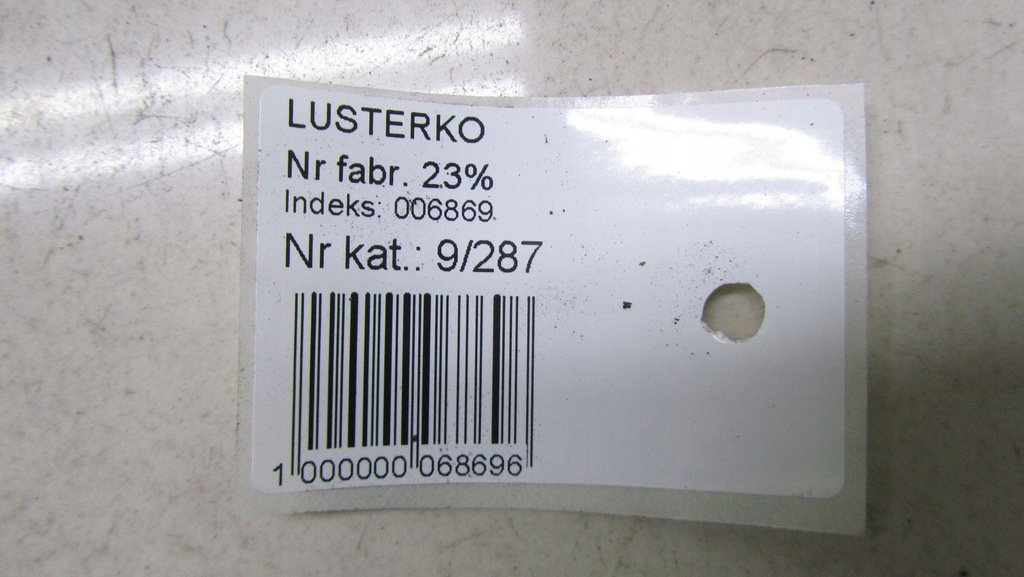 LUSTERKO
Nr fabr. 23%
Indeks: 006869
Nr kat.: 9/287
1 000000 068696